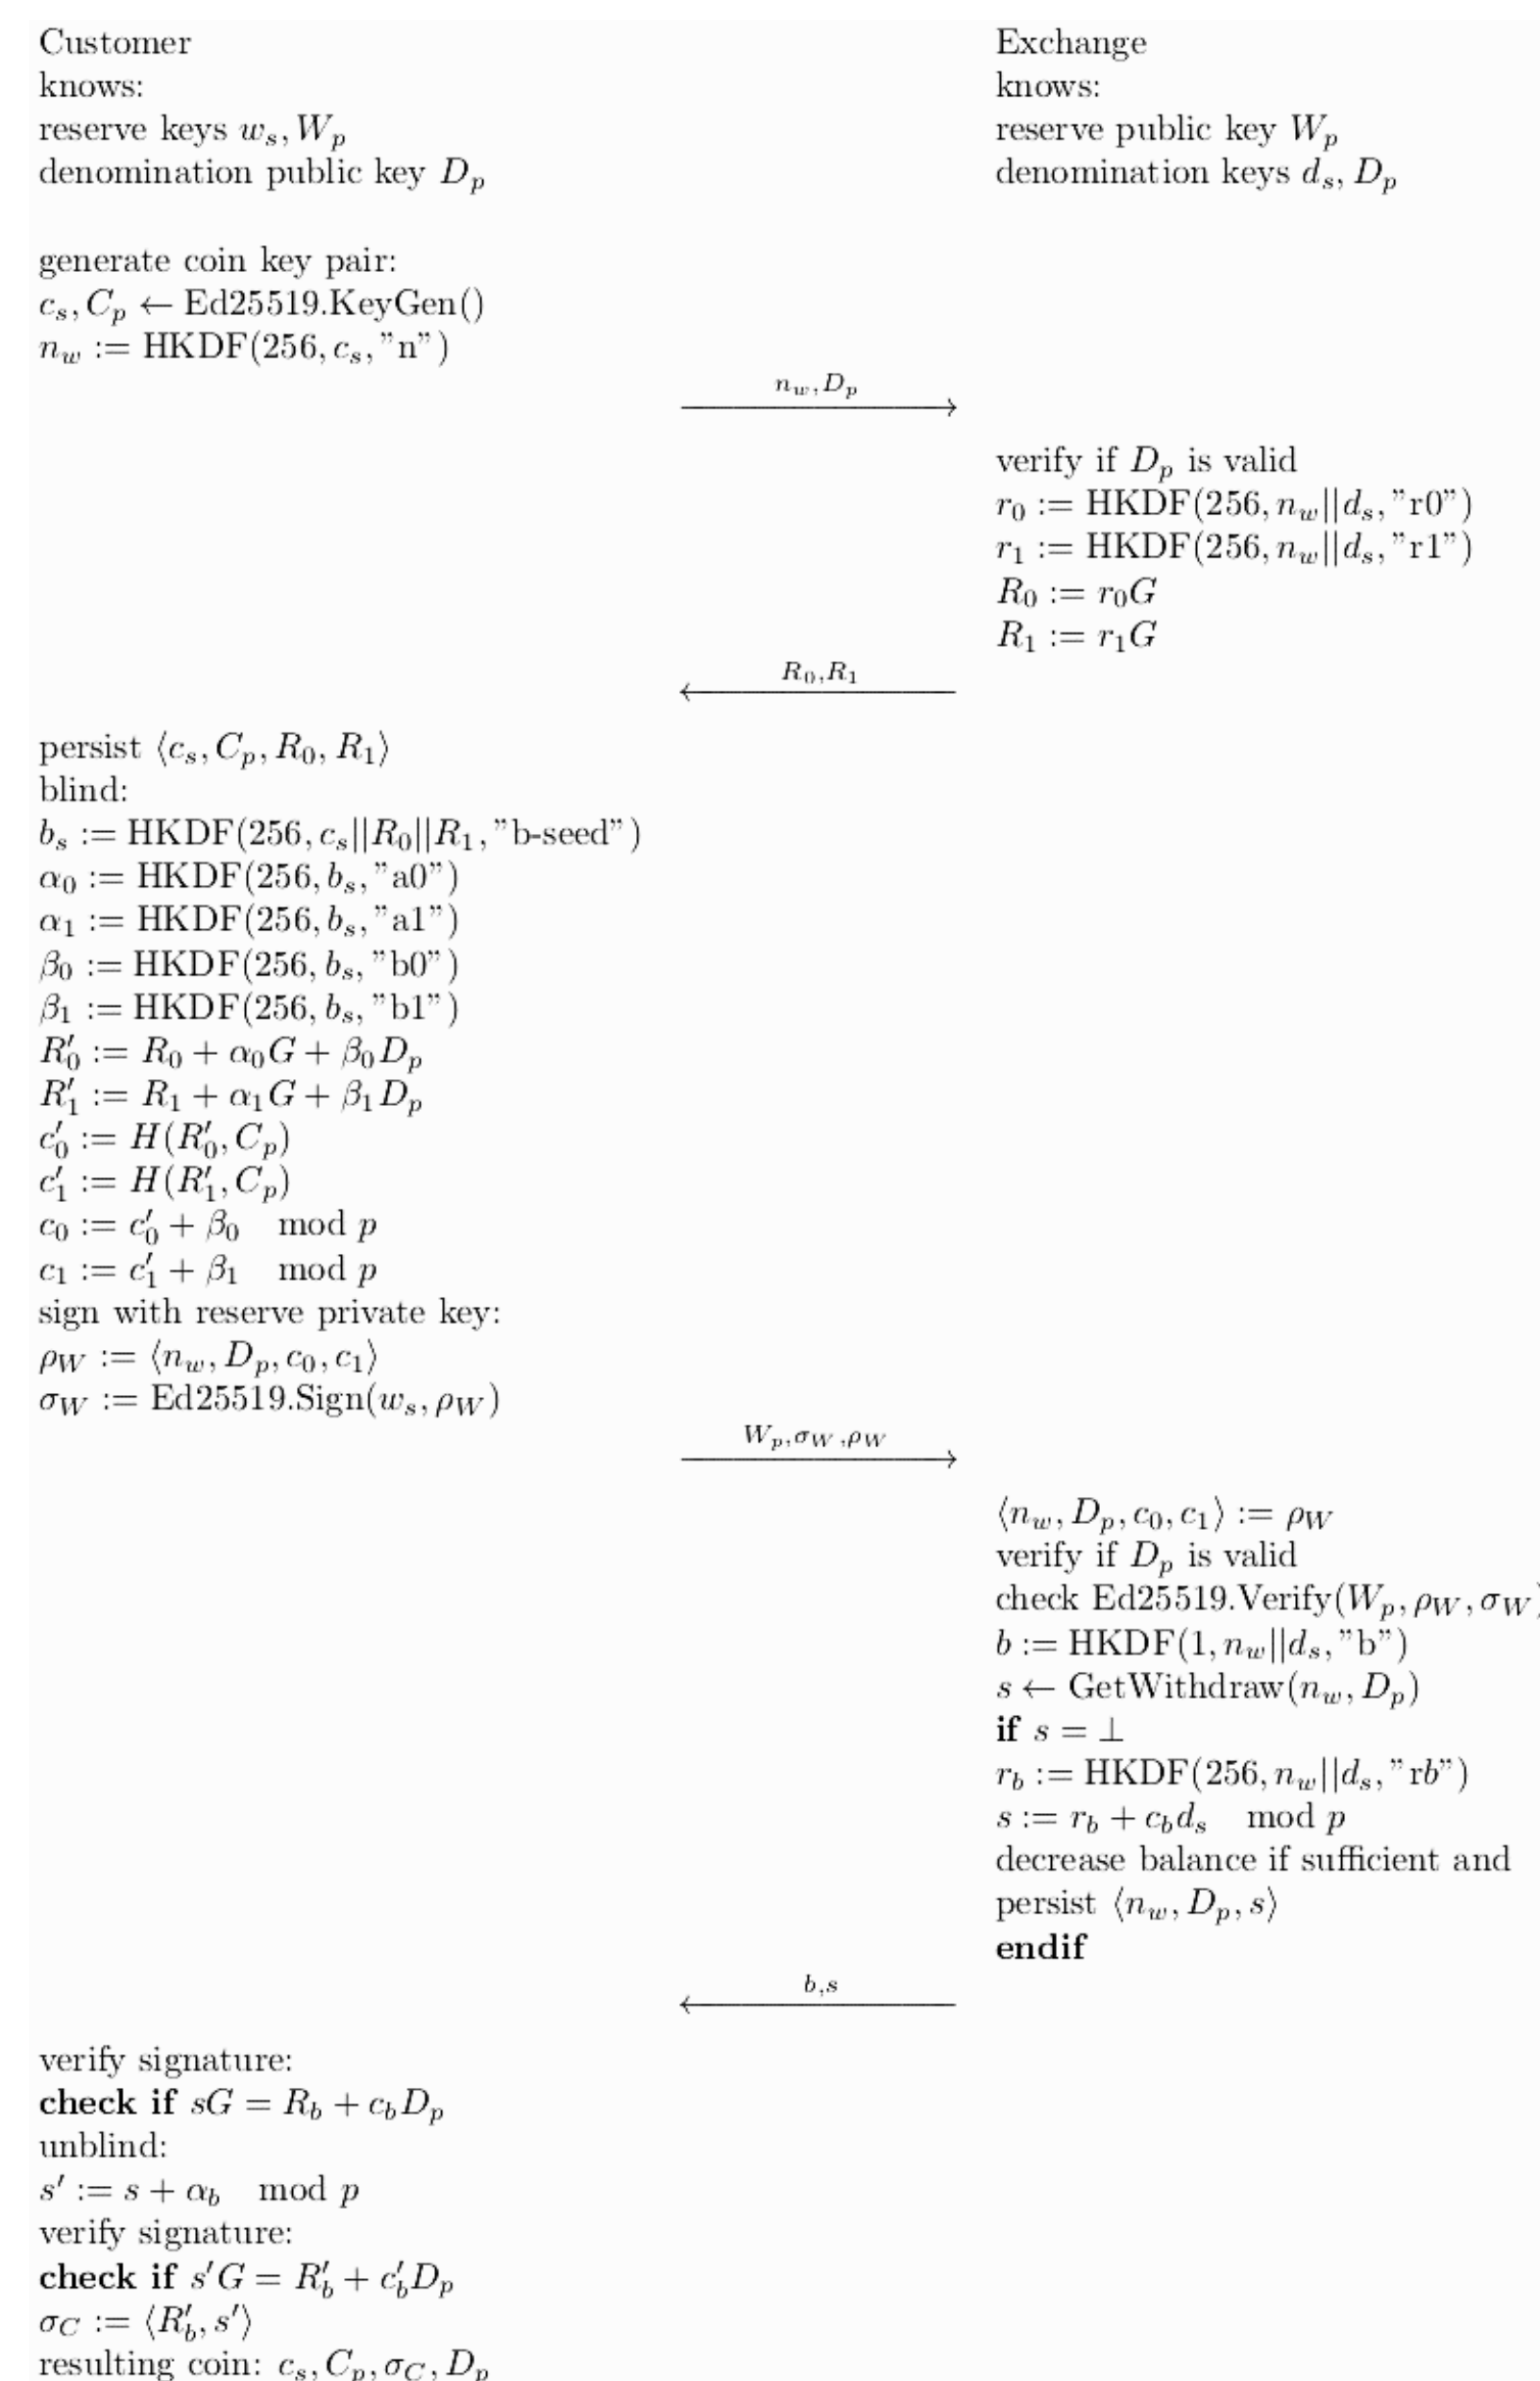 Customer
knows:
reserve keys w_s, W_p
denomination public key D_p
Exchange
knows:
reserve public key W_p
denomination keys d_s, D_p
generate coin key pair:
c_s, C_p ← Ed25519.KeyGen()
n_w := HKDF(256, c_s, ”n”)
n_w, D_p
verify if D_p is valid
r_0 := HKDF(256, n_w||d_s, ”r0”)
r_1 := HKDF(256, n_w||d_s, ”r1”)
R_0 := r_0G
R_1 := r_1G
R_0, R_1
persist ⟨c_s, C_p, R_0, R_1⟩
blind:
b_s := HKDF(256, c_s||R_0||R_1, ”b-seed”)
α_0 := HKDF(256, b_s, ”a0”)
α_1 := HKDF(256, b_s, ”a1”)
β_0 := HKDF(256, b_s, ”b0”)
β_1 := HKDF(256, b_s, ”b1”)
R′_0 := R_0 + α_0G + β_0D_p
R′_1 := R_1 + α_1G + β_1D_p
c′_0 := H(R′_0, C_p)
c′_1 := H(R′_1, C_p)
c_0 := c′_0 + β_0 mod p
c_1 := c′_1 + β_1 mod p
sign with reserve private key:
ρ_W := ⟨n_w, D_p, c_0, c_1⟩
σ_W := Ed25519.Sign(w_s, ρ_W)
W_p, σ_W, ρ_W
⟨n_w, D_p, c_0, c_1⟩ := ρ_W
verify if D_p is valid
check Ed25519.Verify(W_p, ρ_W, σ_W)
b := HKDF(1, n_w||d_s, ”b”)
s ← GetWithdraw(n_w, D_p)
if s = ⊥
r_b := HKDF(256, n_w||d_s, ”rb”)
s := r_b + c_bd_s mod p
decrease balance if sufficient and
persist ⟨n_w, D_p, s⟩
endif
b, s
verify signature:
check if sG = R_b + c_bD_p
unblind:
s′ := s + α_b mod p
verify signature:
check if s′G = R′_b + c′_bD_p
σ_C := ⟨R′_b, s′⟩
resulting coin: c_s, C_p, σ_C, D_p